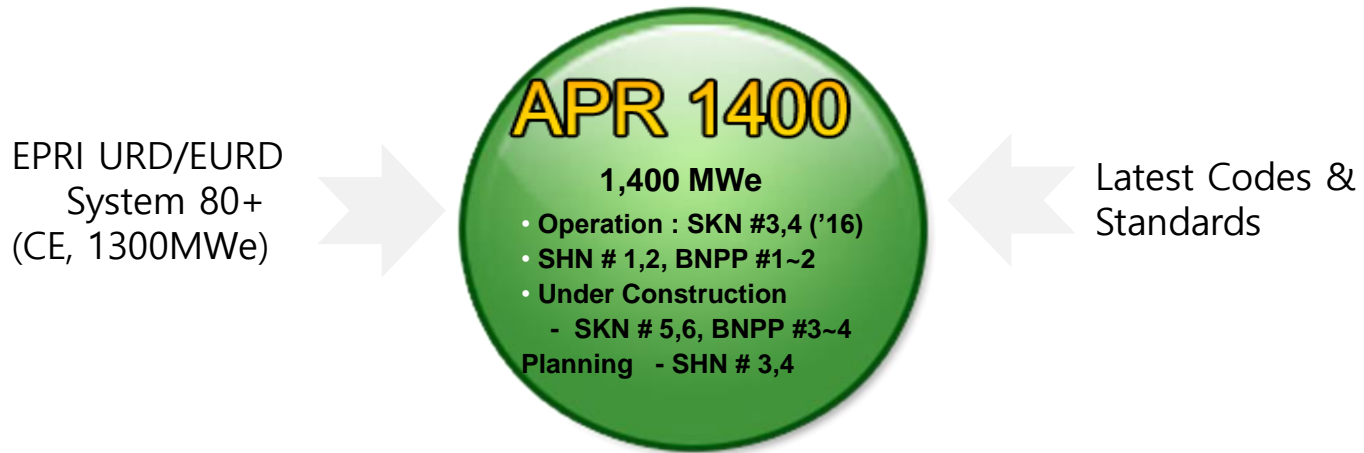 EPRI URD/EURD
System 80+
(CE, 1300MWe)
APR 1400
1,400 MWe
• Operation : SKN #3,4 (’16)
• SHN # 1,2, BNPP #1~2
• Under Construction
- SKN # 5,6, BNPP #3~4
Planning - SHN # 3,4
Latest Codes &
Standards